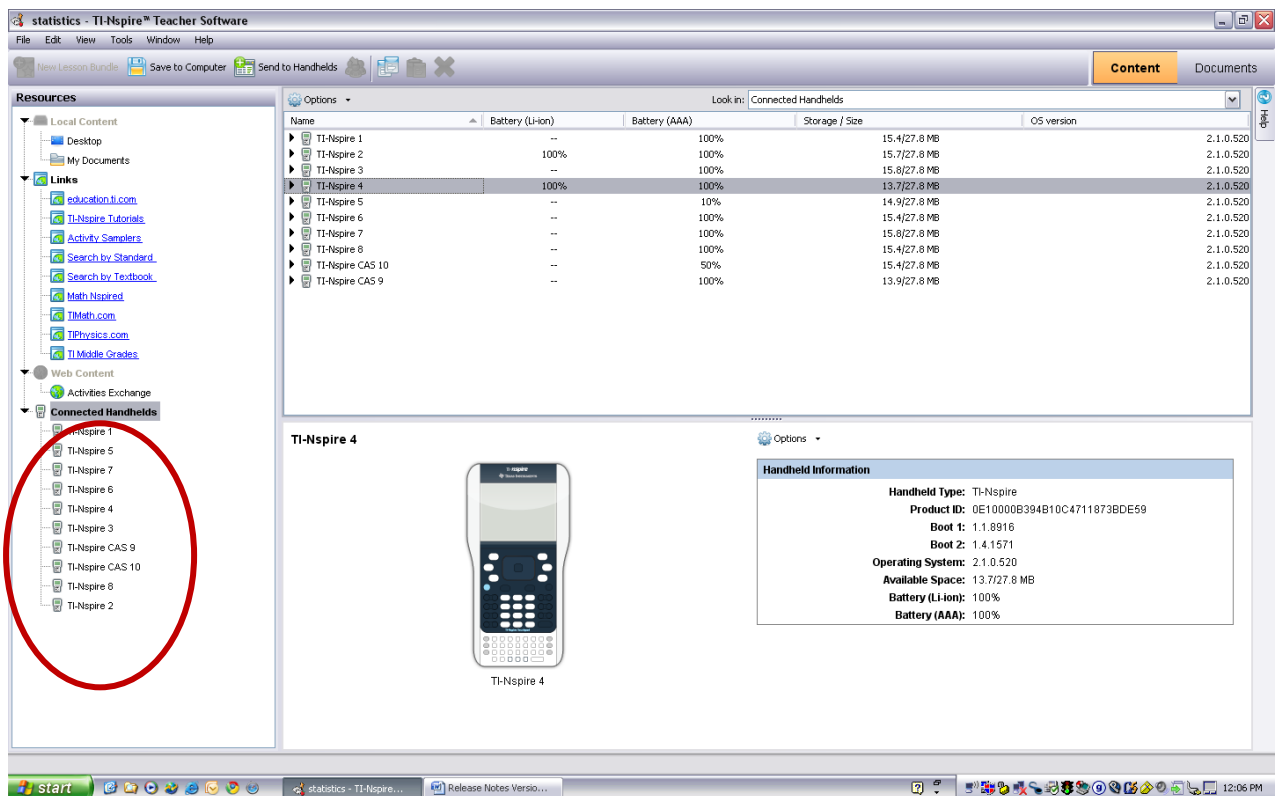 statistics - TI-Nspire™ Teacher Software
File Edit View Tools Window Help
New Lesson Bundle Save to Computer Send to Handhelds
Content Documents
Resources
Local Content
Desktop
My Documents
Links
education.ti.com
TI-Nspire Tutorials
Activity Samplers
Search by Standard
Search by Textbook
Math Nspired
TIMath.com
TIPhysics.com
TI Middle Grades
Web Content
Activities Exchange
Connected Handhelds
TI-Nspire 1
TI-Nspire 5
TI-Nspire 7
TI-Nspire 6
TI-Nspire 4
TI-Nspire 3
TI-Nspire CAS 9
TI-Nspire CAS 10
TI-Nspire 8
TI-Nspire 2
Options Look in: Connected Handhelds
Name Battery (Li-ion) Battery (AAA) Storage / Size OS version
TI-Nspire 1 -- 100% 15.4/27.8 MB 2.1.0.520
TI-Nspire 2 100% 100% 15.7/27.8 MB 2.1.0.520
TI-Nspire 3 -- 100% 15.8/27.8 MB 2.1.0.520
TI-Nspire 4 100% 100% 13.7/27.8 MB 2.1.0.520
TI-Nspire 5 -- 10% 14.9/27.8 MB 2.1.0.520
TI-Nspire 6 -- 100% 15.4/27.8 MB 2.1.0.520
TI-Nspire 7 -- 100% 15.8/27.8 MB 2.1.0.520
TI-Nspire 8 -- 100% 15.4/27.8 MB 2.1.0.520
TI-Nspire CAS 10 -- 50% 15.4/27.8 MB 2.1.0.520
TI-Nspire CAS 9 -- 100% 13.9/27.8 MB 2.1.0.520
Help
TI-Nspire 4
TI-nspire
Texas Instruments
TI-Nspire 4
Options
Handheld Information
Handheld Type: TI-Nspire
Product ID: 0E10000B394B10C4711873BDE59
Boot 1: 1.1.8916
Boot 2: 1.4.1571
Operating System: 2.1.0.520
Available Space: 13.7/27.8 MB
Battery (Li-ion): 100%
Battery (AAA): 100%
start
statistics - TI-Nspire...
Release Notes Versio...
12:06 PM